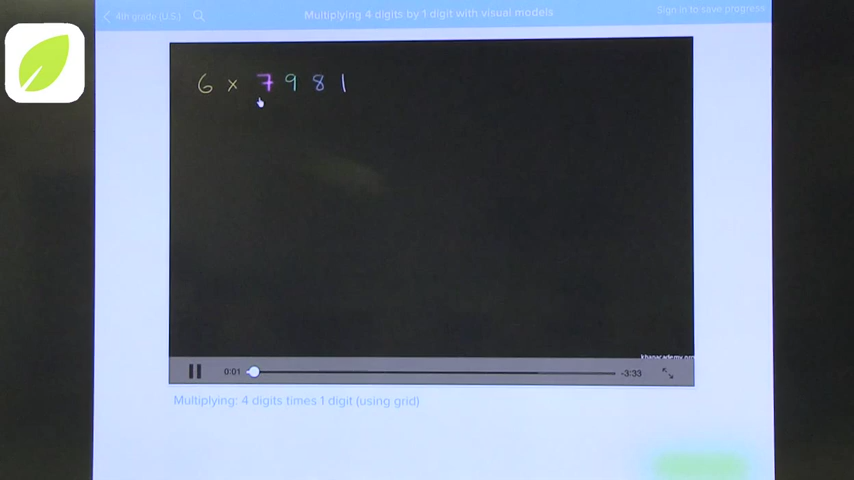 4th grade (U.S.)
Multiplying 4 digits by 1 digit with visual models
Sign in to save progress
6 x 7981
khanacademy.org
0:01
-3:33
Multiplying: 4 digits times 1 digit (using grid)